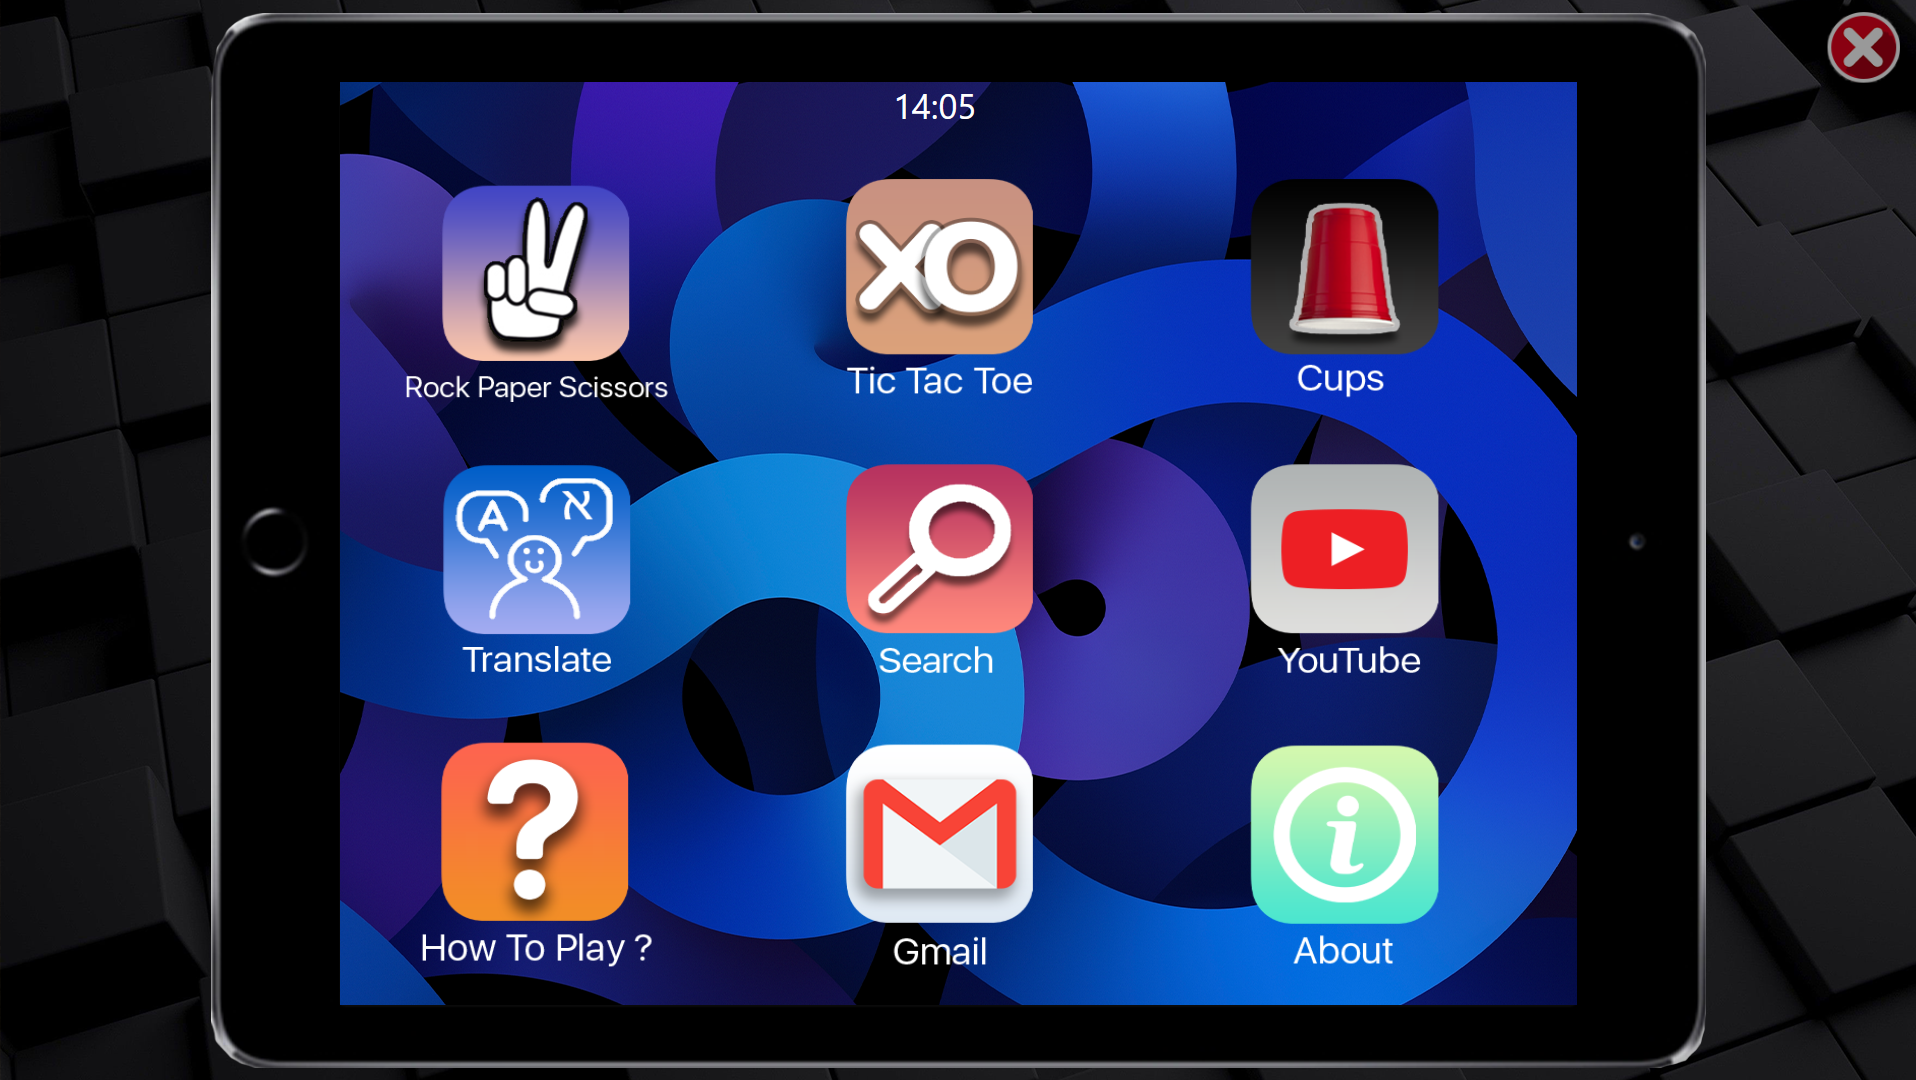 14:05
XO
Rock Paper Scissors
Tic Tac Toe
Cups
A
א
Translate
Search
YouTube
?
i
How To Play ?
Gmail
About